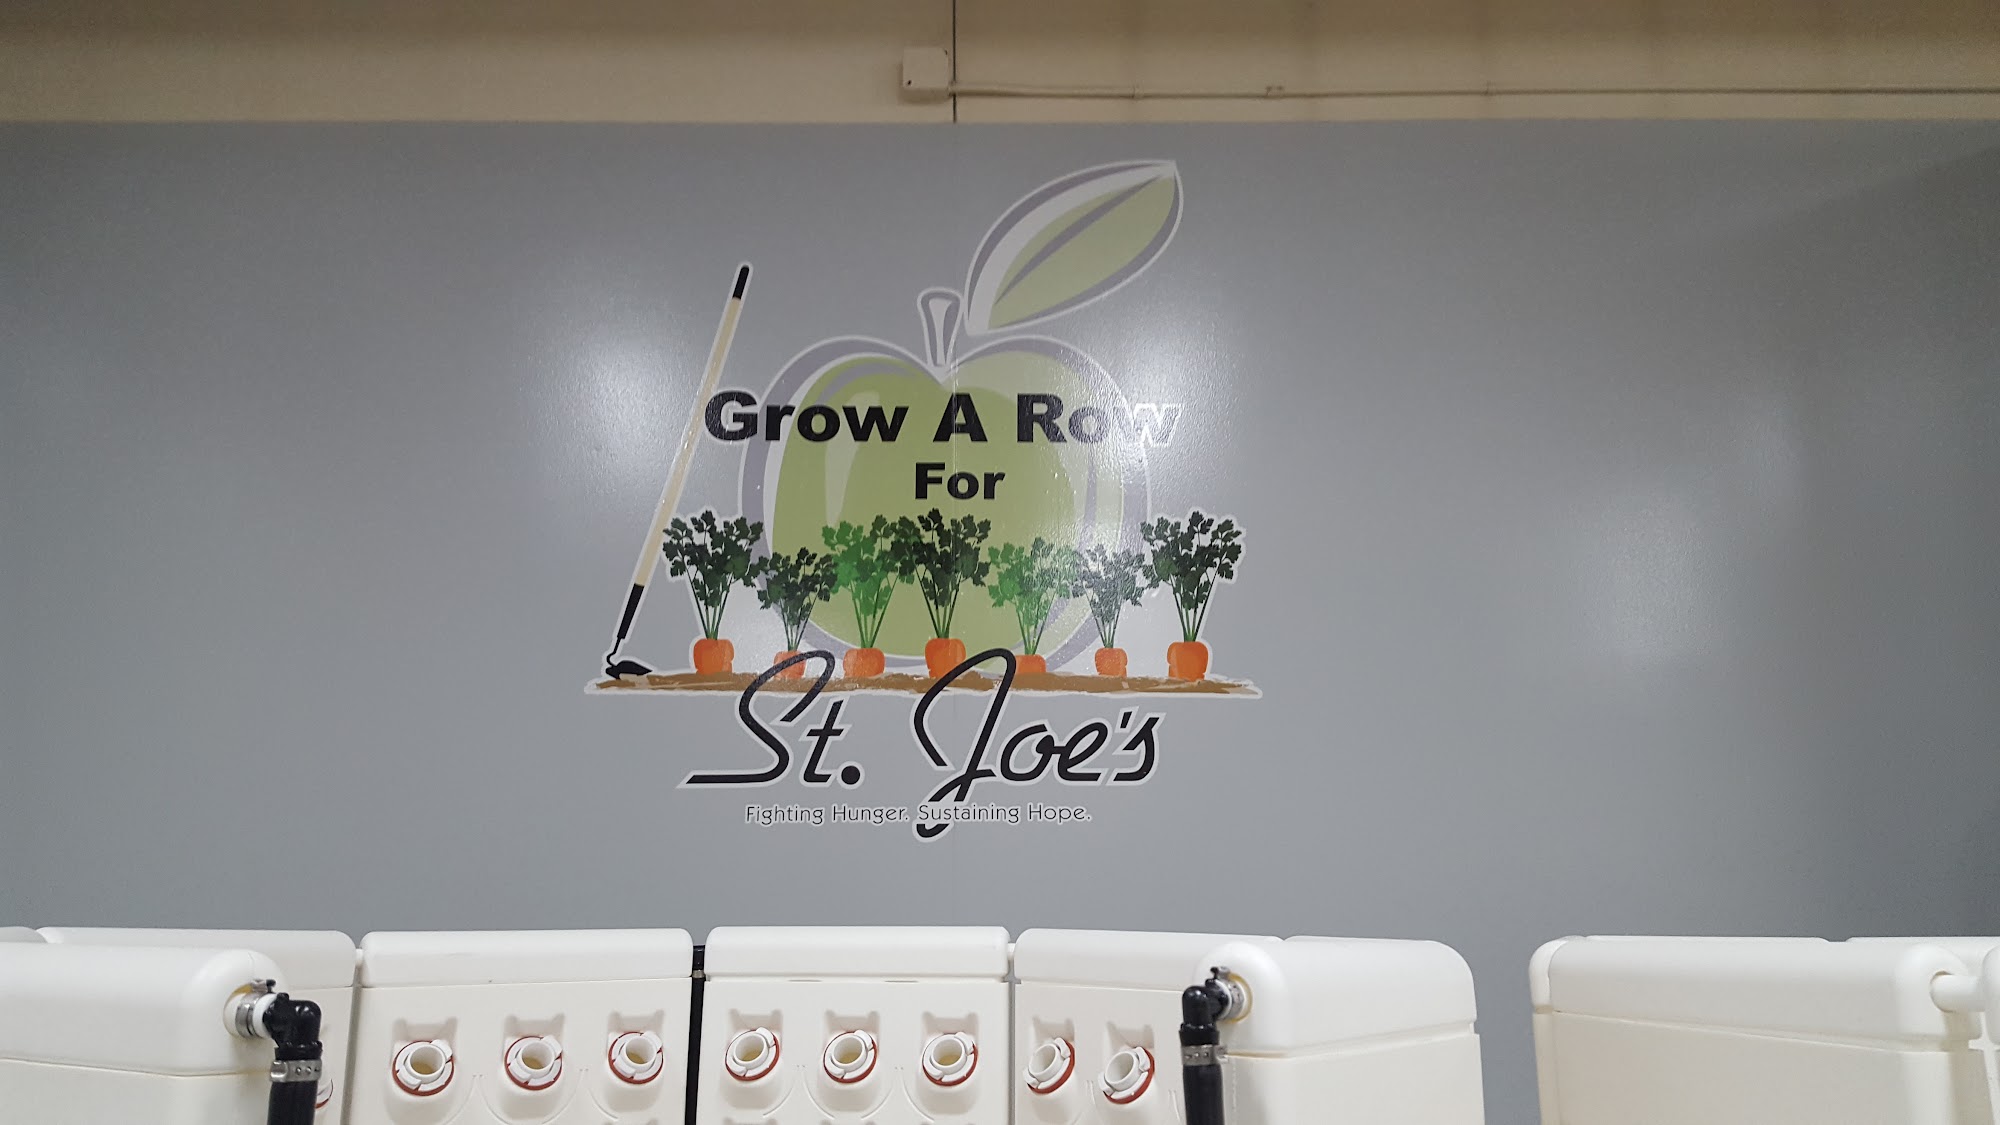 Grow A Row
For
St. Joe's
Fighting Hunger. Sustaining Hope.